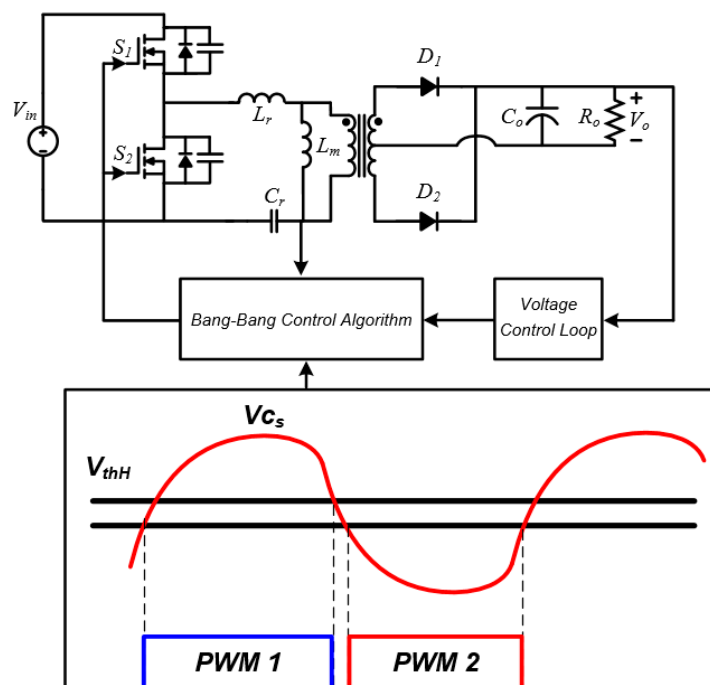 S1
D1
Vin
Lr
Co
Ro
+
Vo
−
S2
Lm
Cr
D2
Bang-Bang Control Algorithm
Voltage
Control Loop
Vcs
VthH
PWM 1
PWM 2